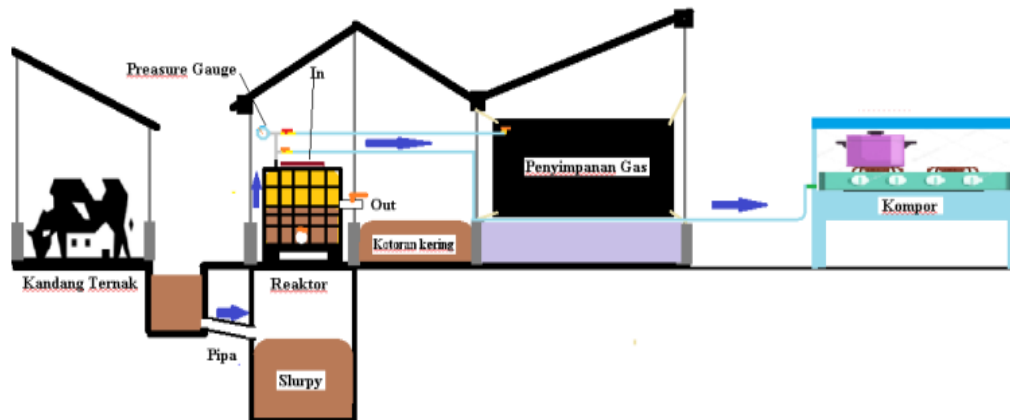 Preasure Gauge
In
Penyimpanan Gas
Out
Kotoran kering
Kompor
Kandang Ternak
Reaktor
Pipa
Slurpy